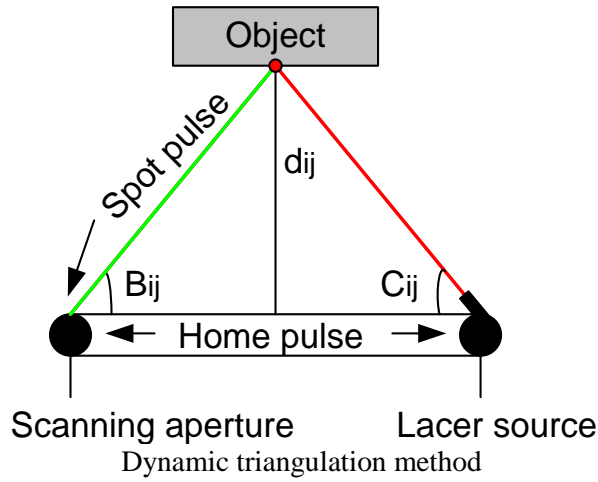 Object
Spot pulse
dij
Bij
Cij
Home pulse
Scanning aperture
Lacer source
Dynamic triangulation method